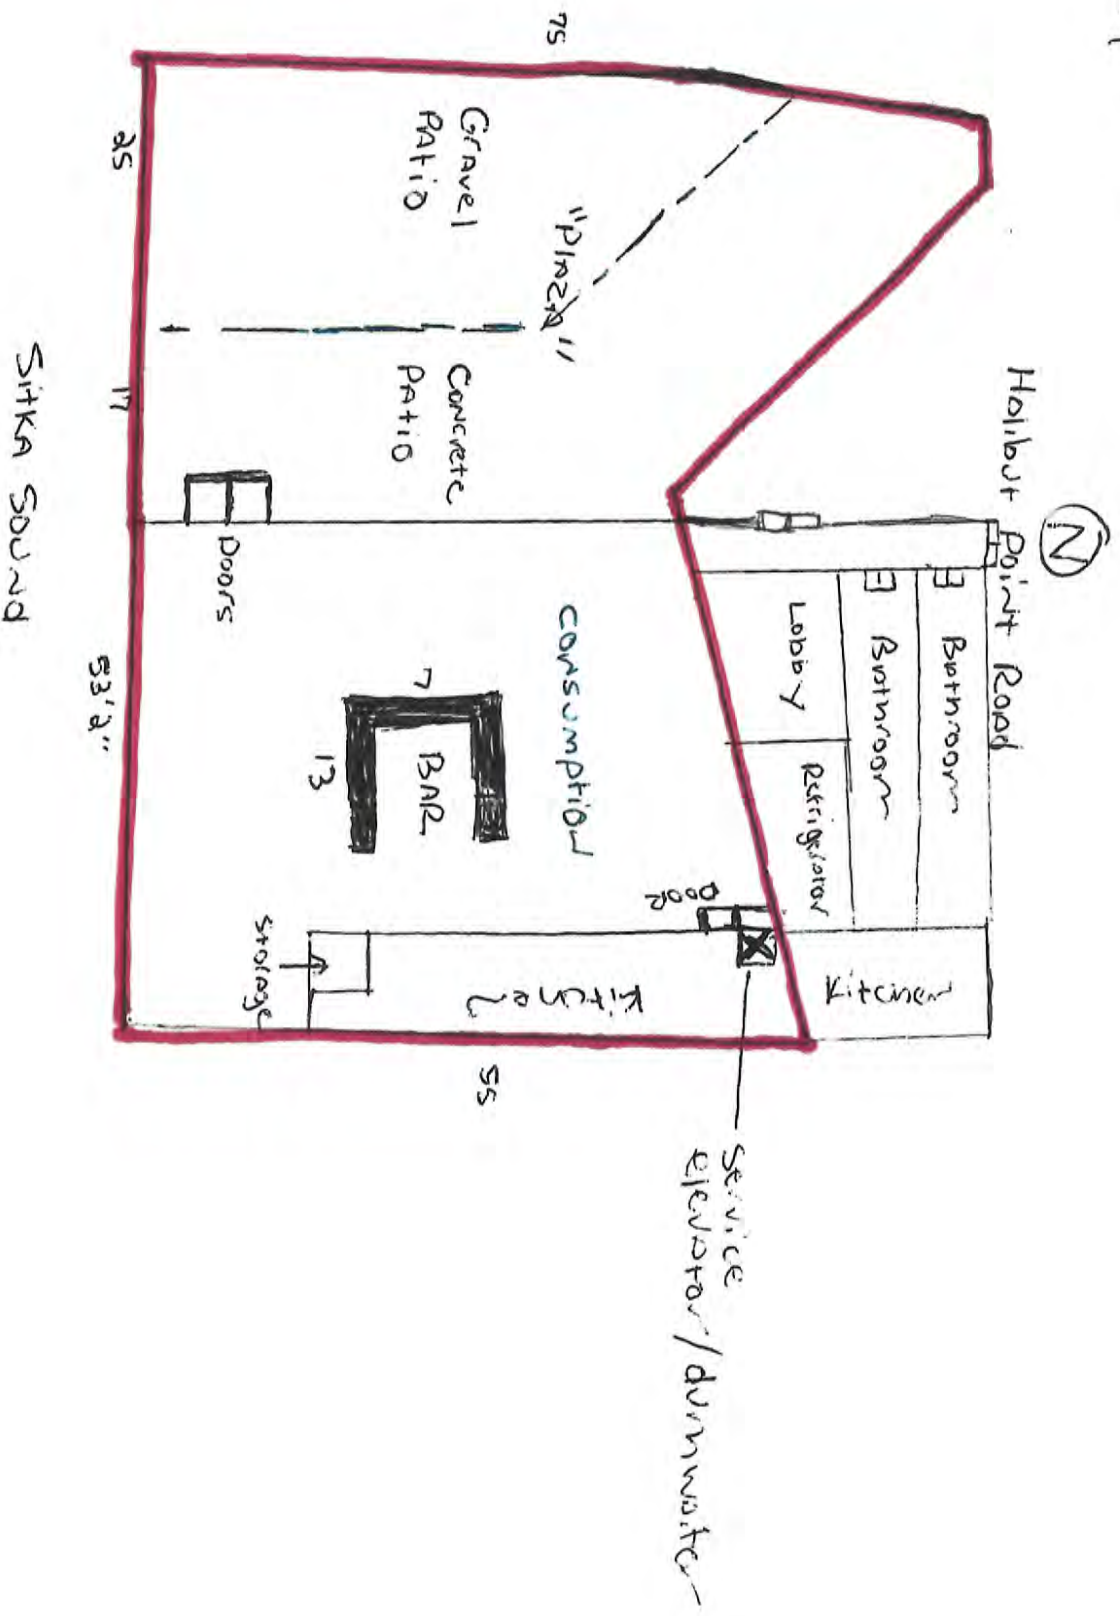 N
Halibut Point Road
Bathroom
Bathroom
Lobby
Refrigerator
Kitchen
Service
elevator/dumbwaiter
DOOR
75
"Plaza"
Gravel
Patio
Concrete
Patio
Consumption
7
BAR
13
Kitchen
55
Doors
Storage
25
17
53'2"
Sitka Sound